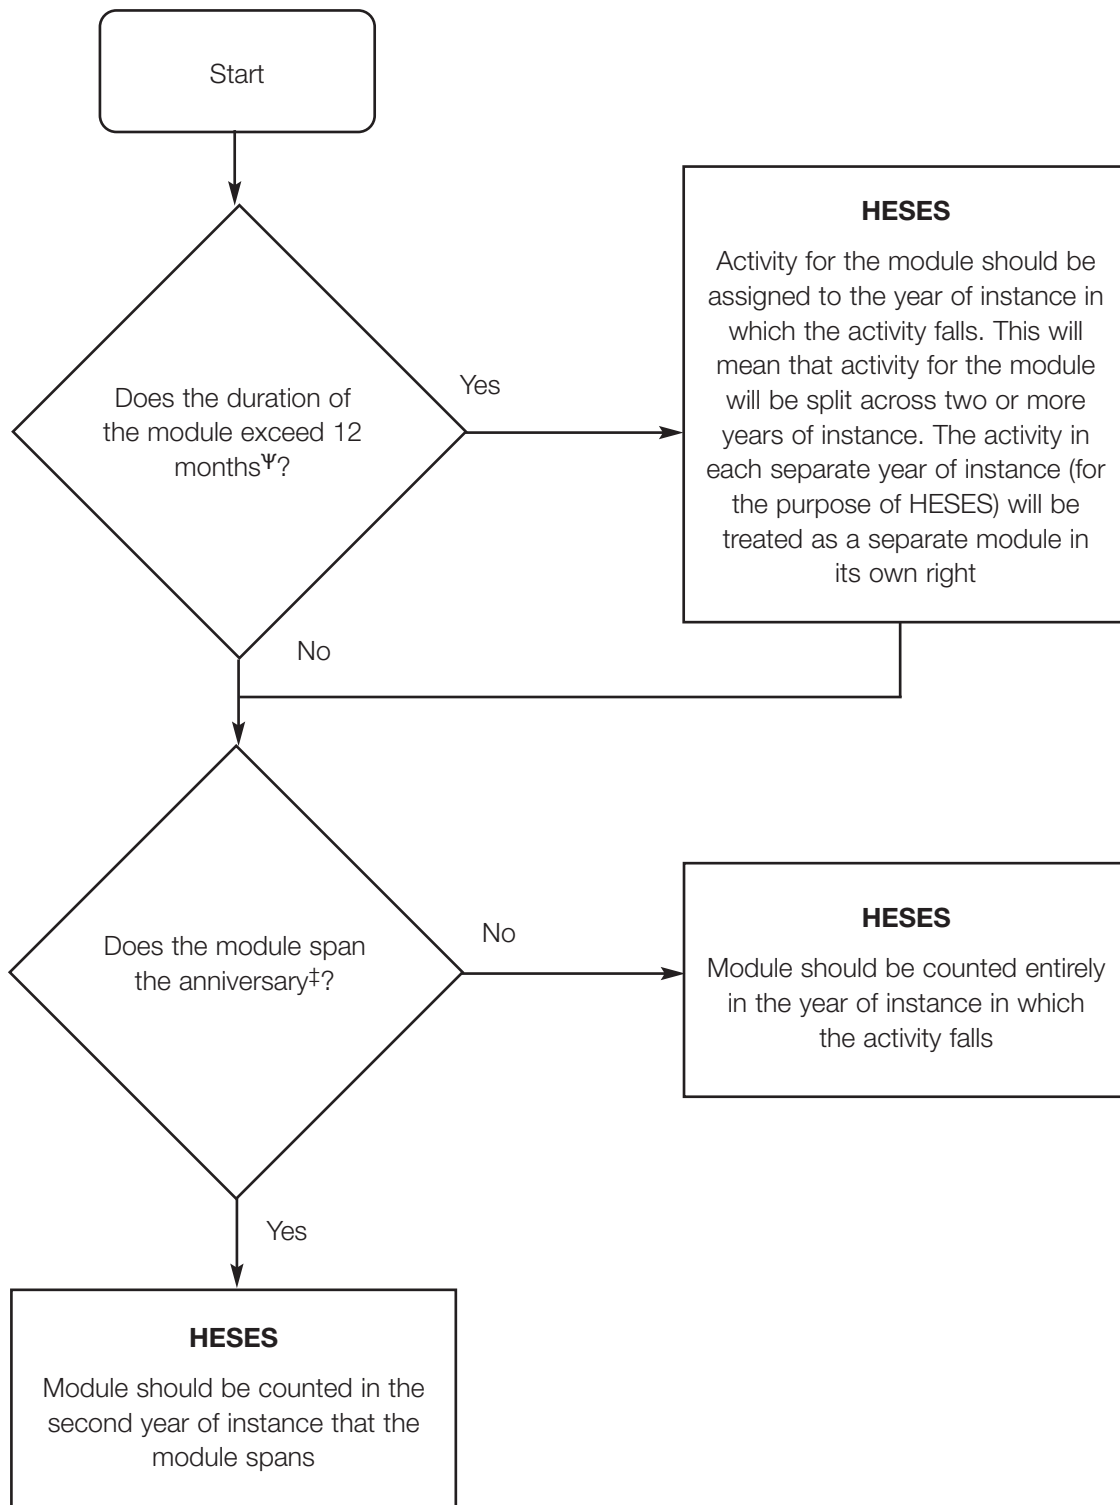 Start
Does the duration of
the module exceed 12
monthsΨ?
Yes
HESES
Activity for the module should be
assigned to the year of instance in
which the activity falls. This will
mean that activity for the module
will be split across two or more
years of instance. The activity in
each separate year of instance (for
the purpose of HESES) will be
treated as a separate module in
its own right
No
Does the module span
the anniversary‡?
No
HESES
Module should be counted entirely
in the year of instance in which
the activity falls
Yes
HESES
Module should be counted in the
second year of instance that the
module spans